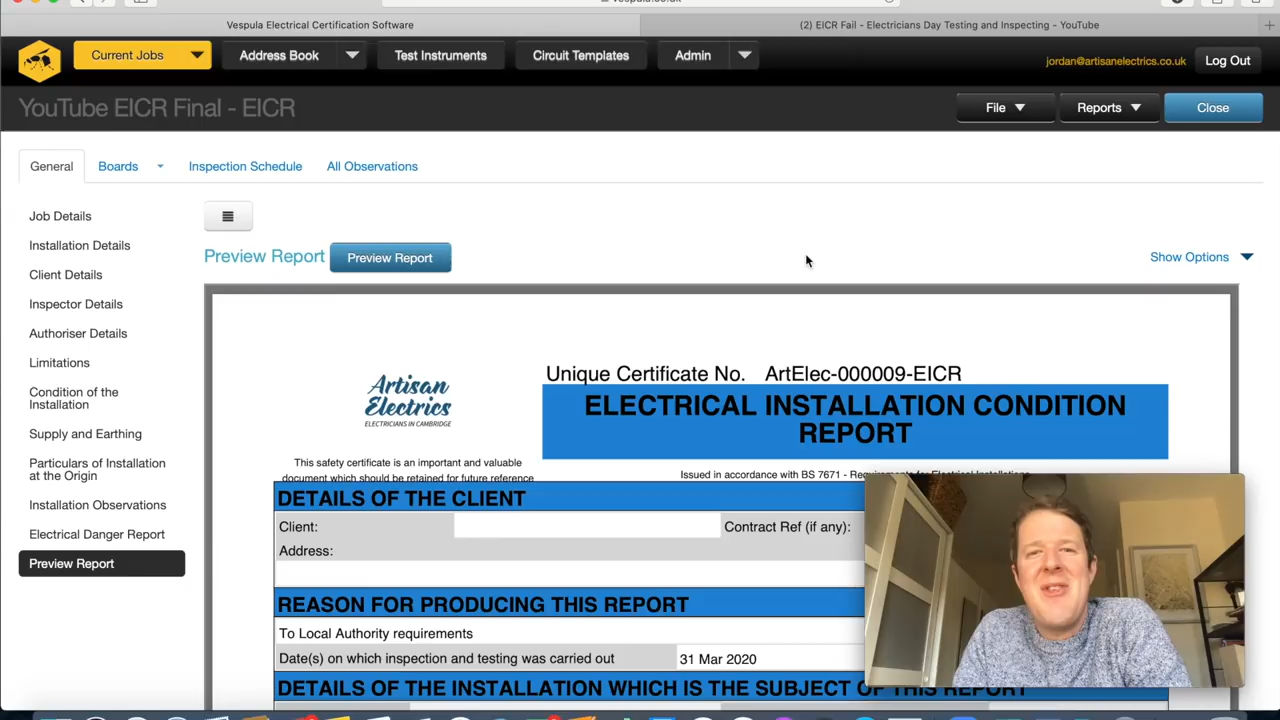 vespula.co.uk
Vespula Electrical Certification Software
(2) EICR Fail - Electricians Day Testing and Inspecting - YouTube
Current Jobs
Address Book
Test Instruments
Circuit Templates
Admin
jordan@artisanelectrics.co.uk
Log Out
YouTube EICR Final - EICR
File
Reports
Close
General
Boards
Inspection Schedule
All Observations
Job Details
Installation Details
Client Details
Inspector Details
Authoriser Details
Limitations
Condition of the
Installation
Supply and Earthing
Particulars of Installation
at the Origin
Installation Observations
Electrical Danger Report
Preview Report
Preview Report
Preview Report
Show Options
Artisan
Electrics
ELECTRICIANS IN CAMBRIDGE
Unique Certificate No. ArtElec-000009-EICR
ELECTRICAL INSTALLATION CONDITION
REPORT
This safety certificate is an important and valuable
document which should be retained for future reference
Issued in accordance with BS 7671 - Requirements for Electrical Installations
DETAILS OF THE CLIENT
Client:
Contract Ref (if any):
Address:
REASON FOR PRODUCING THIS REPORT
To Local Authority requirements
Date(s) on which inspection and testing was carried out
31 Mar 2020
DETAILS OF THE INSTALLATION WHICH IS THE SUBJECT OF THIS REPORT